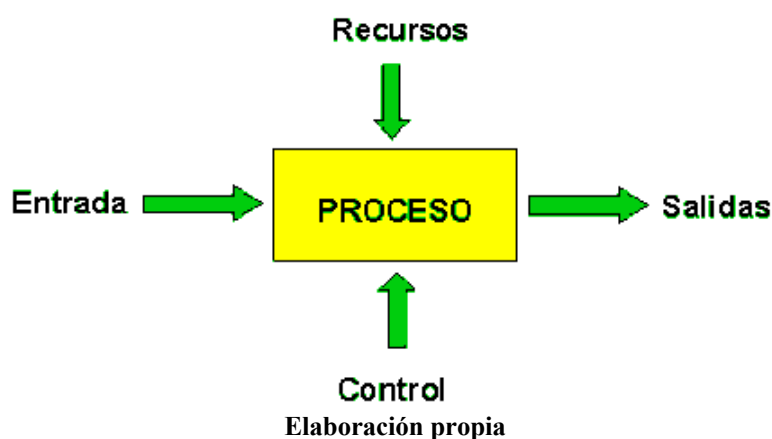 Recursos
Entrada
PROCESO
Salidas
Control
Elaboración propia